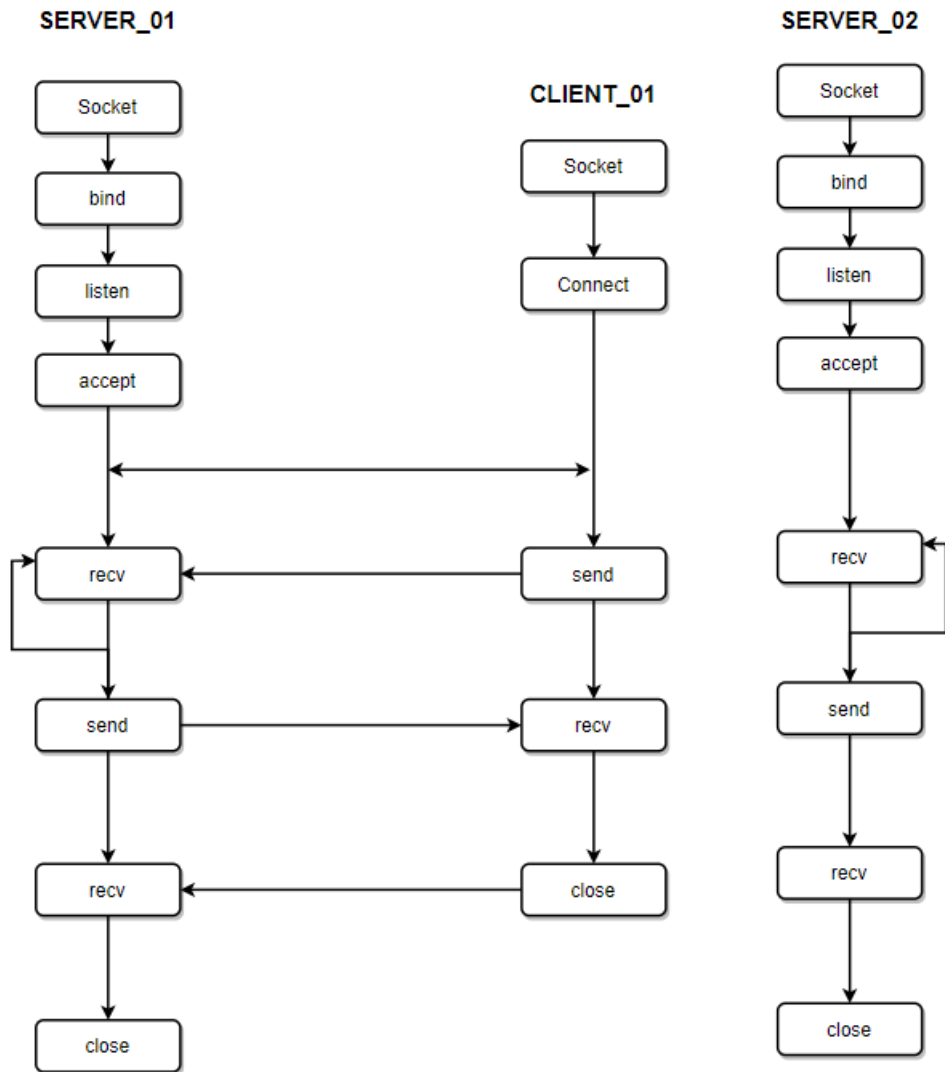 SERVER_01
Socket
bind
listen
accept
recv
send
recv
close
CLIENT_01
Socket
Connect
send
recv
close
SERVER_02
Socket
bind
listen
accept
recv
send
recv
close